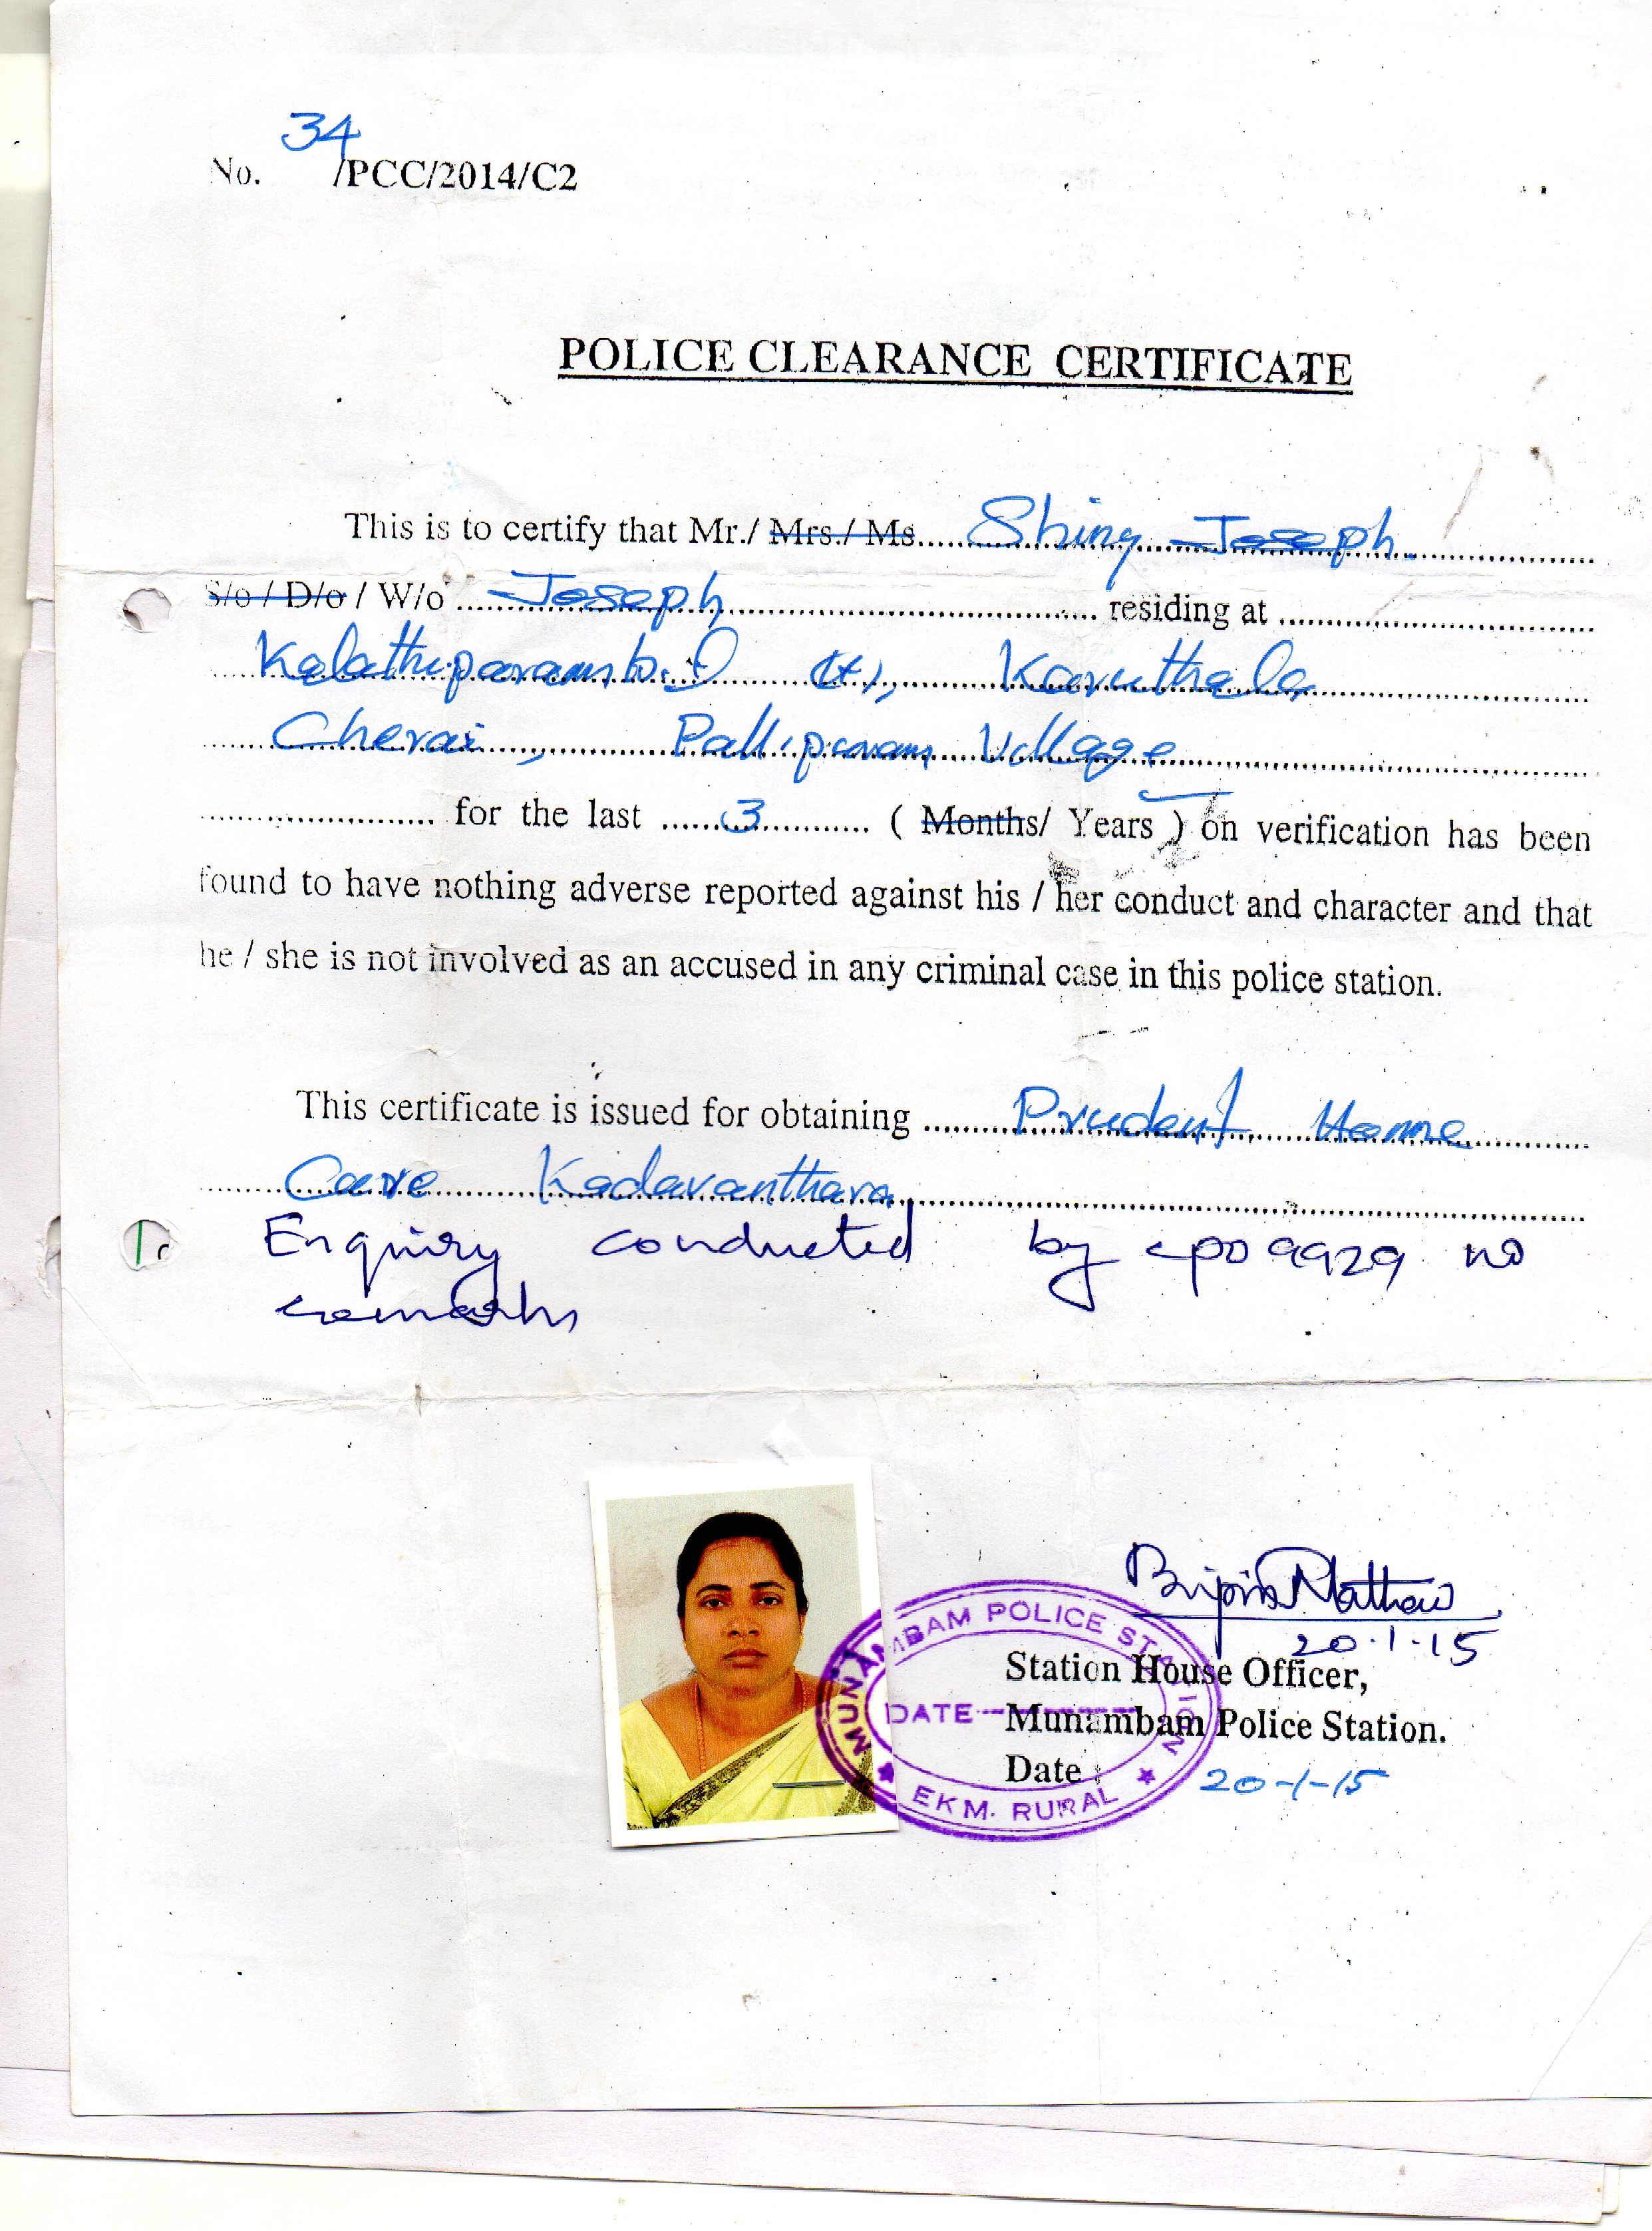 No. 34/PCC/2014/C2
POLICE CLEARANCE CERTIFICATE
This is to certify that Mr./ Mrs./ Ms. Shiny Joseph
S/o / D/o / W/o Joseph residing at
Kalathiparambil (H), Karuthala
Cherai, Pallipuram Village
for the last 3 ( Months/ Years ) on verification has been
found to have nothing adverse reported against his / her conduct and character and that
he / she is not involved as an accused in any criminal case in this police station.
This certificate is issued for obtaining Prudent Home
Care Kadavanthara
Enquiry conducted by cpo 9929 no
remarks
Mathew
20.1.15
Station House Officer,
Munambam Police Station.
Date : 20-1-15
MUNAMBAM POLICE STATION
DATE
EKM. RURAL